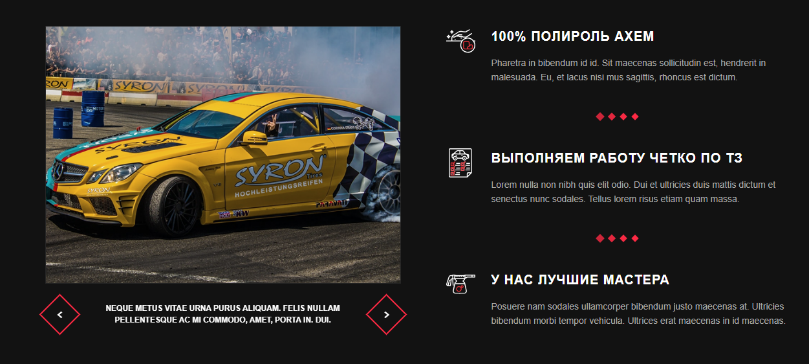 SYRON
TIRES
HOCHLEISTUNGSREIFEN
NEQUE METUS VITAE URNA PURUS ALIQUAM. FELIS NULLAM
PELLENTESQUE AC MI COMMODO, AMET, PORTA IN. DUI.
100% ПОЛИРОЛЬ АХЕМ
Pharetra in bibendum id id. Sit maecenas sollicitudin est, hendrerit in
malesuada. Eu, et lacus nisi mus sagittis, rhoncus est dictum.
ВЫПОЛНЯЕМ РАБОТУ ЧЕТКО ПО ТЗ
Lorem nulla non nibh quis elit odio. Dui et ultricies duis mattis dictum et
senectus nunc sodales. Tellus lorem risus etiam quam massa.
У НАС ЛУЧШИЕ МАСТЕРА
Posuere nam sodales ullamcorper bibendum justo maecenas at. Ultricies
bibendum morbi tempor vehicula. Ultrices erat maecenas in id maecenas.